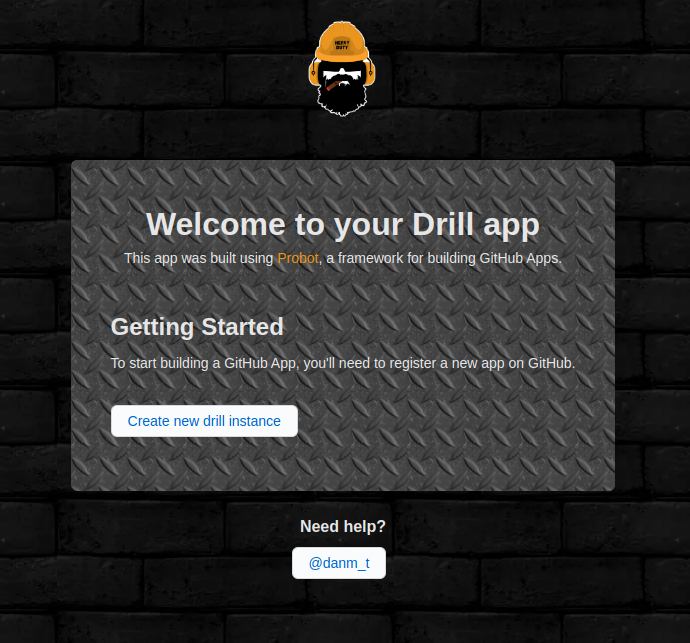 HEAVY
DUTY
Welcome to your Drill app
This app was built using Probot, a framework for building GitHub Apps.
Getting Started
To start building a GitHub App, you'll need to register a new app on GitHub.
Create new drill instance
Need help?
@danm_t